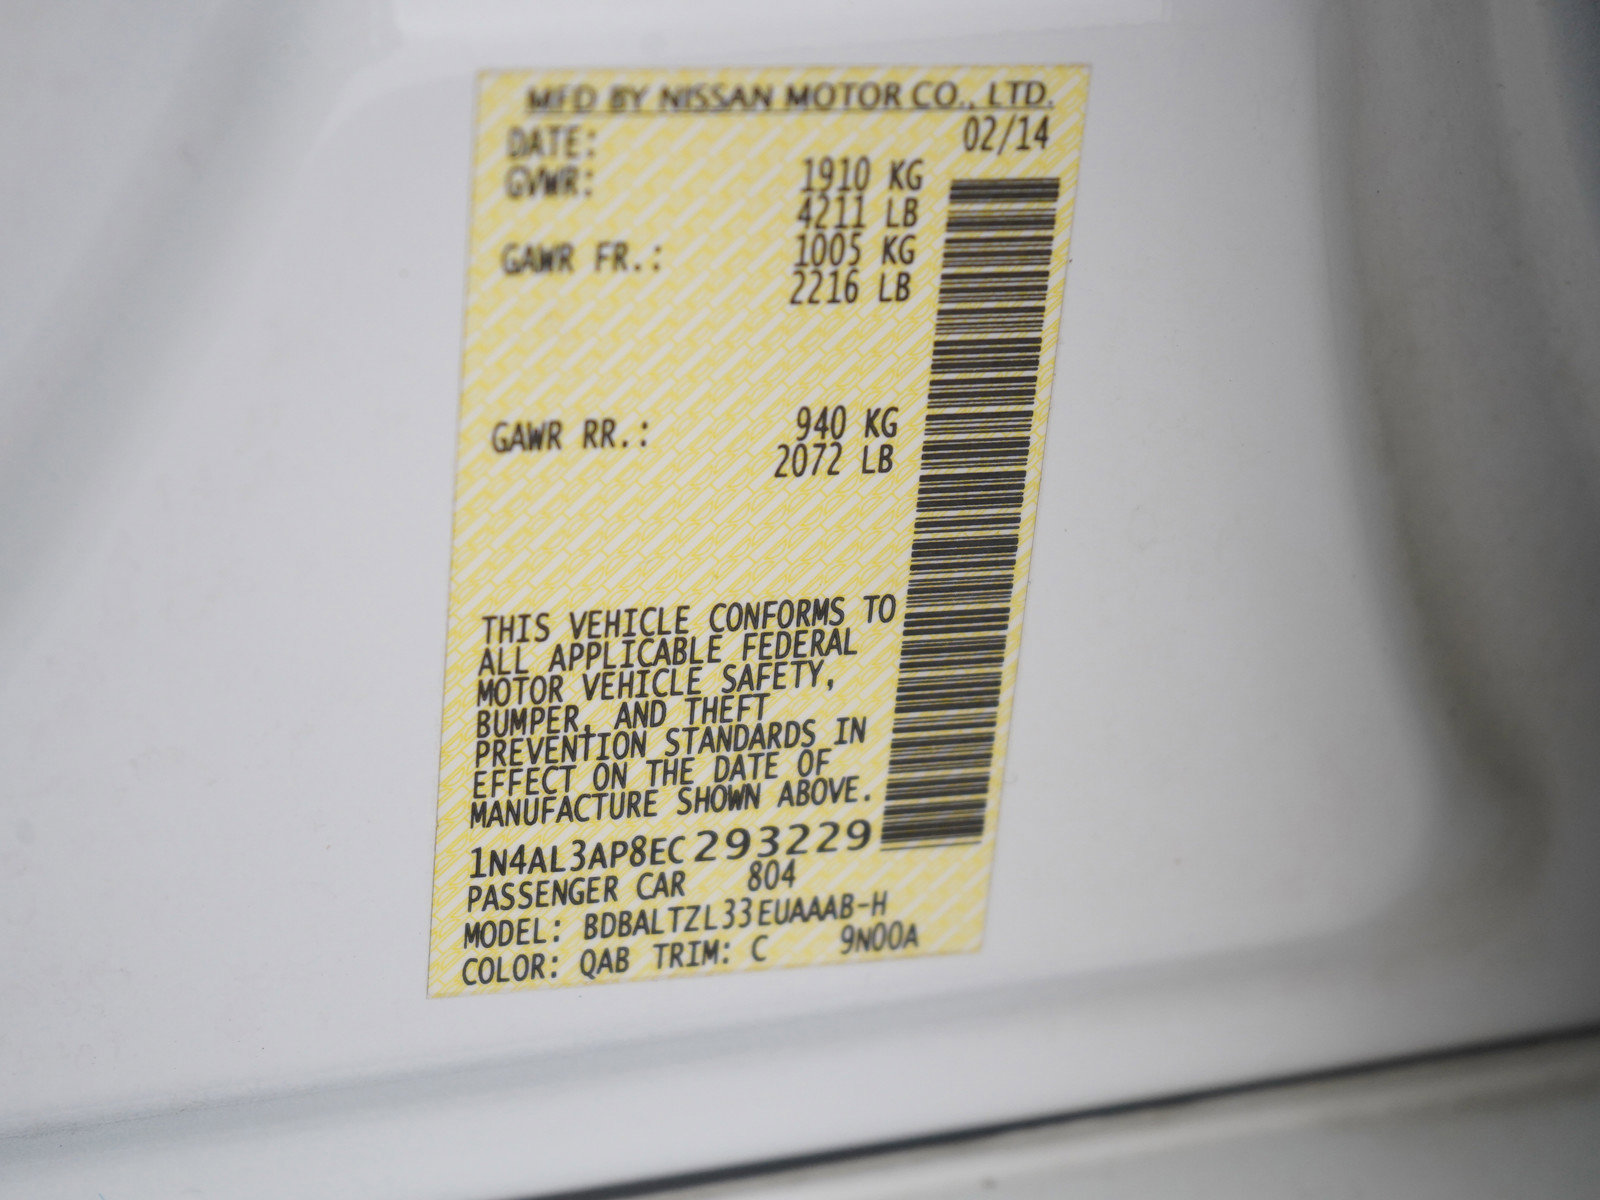 MFD BY NISSAN MOTOR CO., LTD.
DATE: 02/14
GVWR: 1910 KG
4211 LB
GAWR FR.: 1005 KG
2216 LB
GAWR RR.: 940 KG
2072 LB
THIS VEHICLE CONFORMS TO
ALL APPLICABLE FEDERAL
MOTOR VEHICLE SAFETY,
BUMPER, AND THEFT
PREVENTION STANDARDS IN
EFFECT ON THE DATE OF
MANUFACTURE SHOWN ABOVE.
1N4AL3AP8EC293229
PASSENGER CAR 804
MODEL: BDBALTZL33EUAAAB-H
COLOR: QAB TRIM: C 9N00A